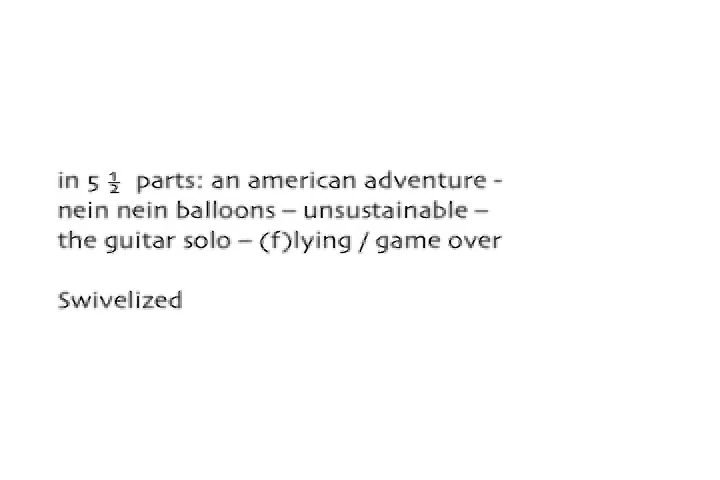 in 5 ½ parts: an american adventure -
nein nein balloons – unsustainable –
the guitar solo – (f)lying / game over
Swivelized